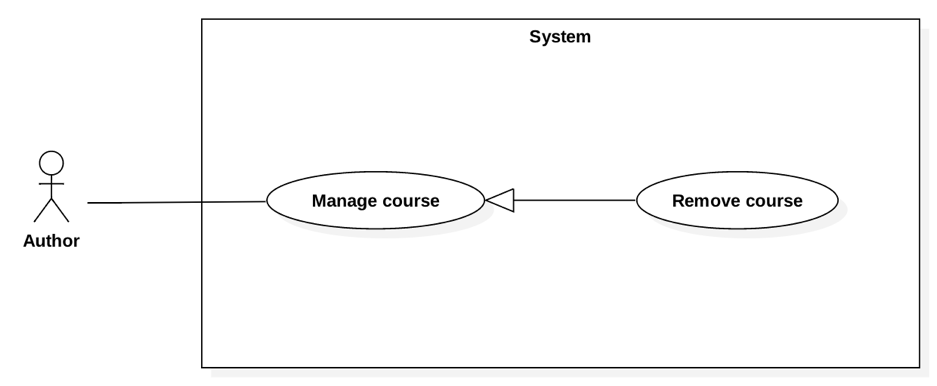 System
Manage course
Remove course
Author